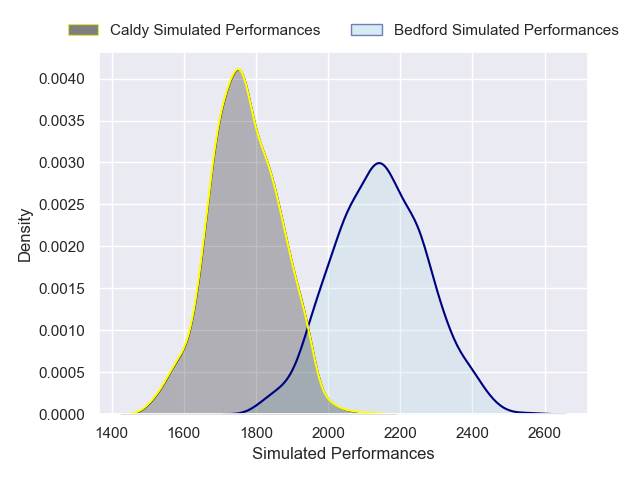 Caldy Simulated Performances
Bedford Simulated Performances
0.0040
0.0035
0.0030
0.0025
0.0020
0.0015
0.0010
0.0005
0.0000
Density
1400 1600 1800 2000 2200 2400 2600
Simulated Performances